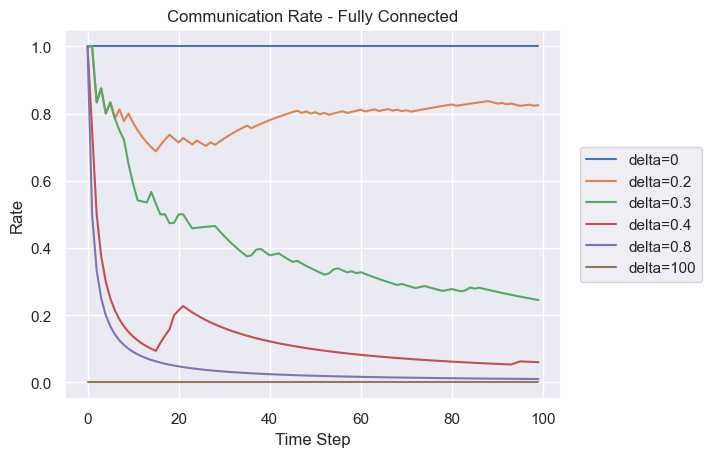 Communication Rate - Fully Connected
1.0
0.8
0.6
0.4
0.2
0.0
Rate
0
20
40
60
80
100
Time Step
delta=0
delta=0.2
delta=0.3
delta=0.4
delta=0.8
delta=100